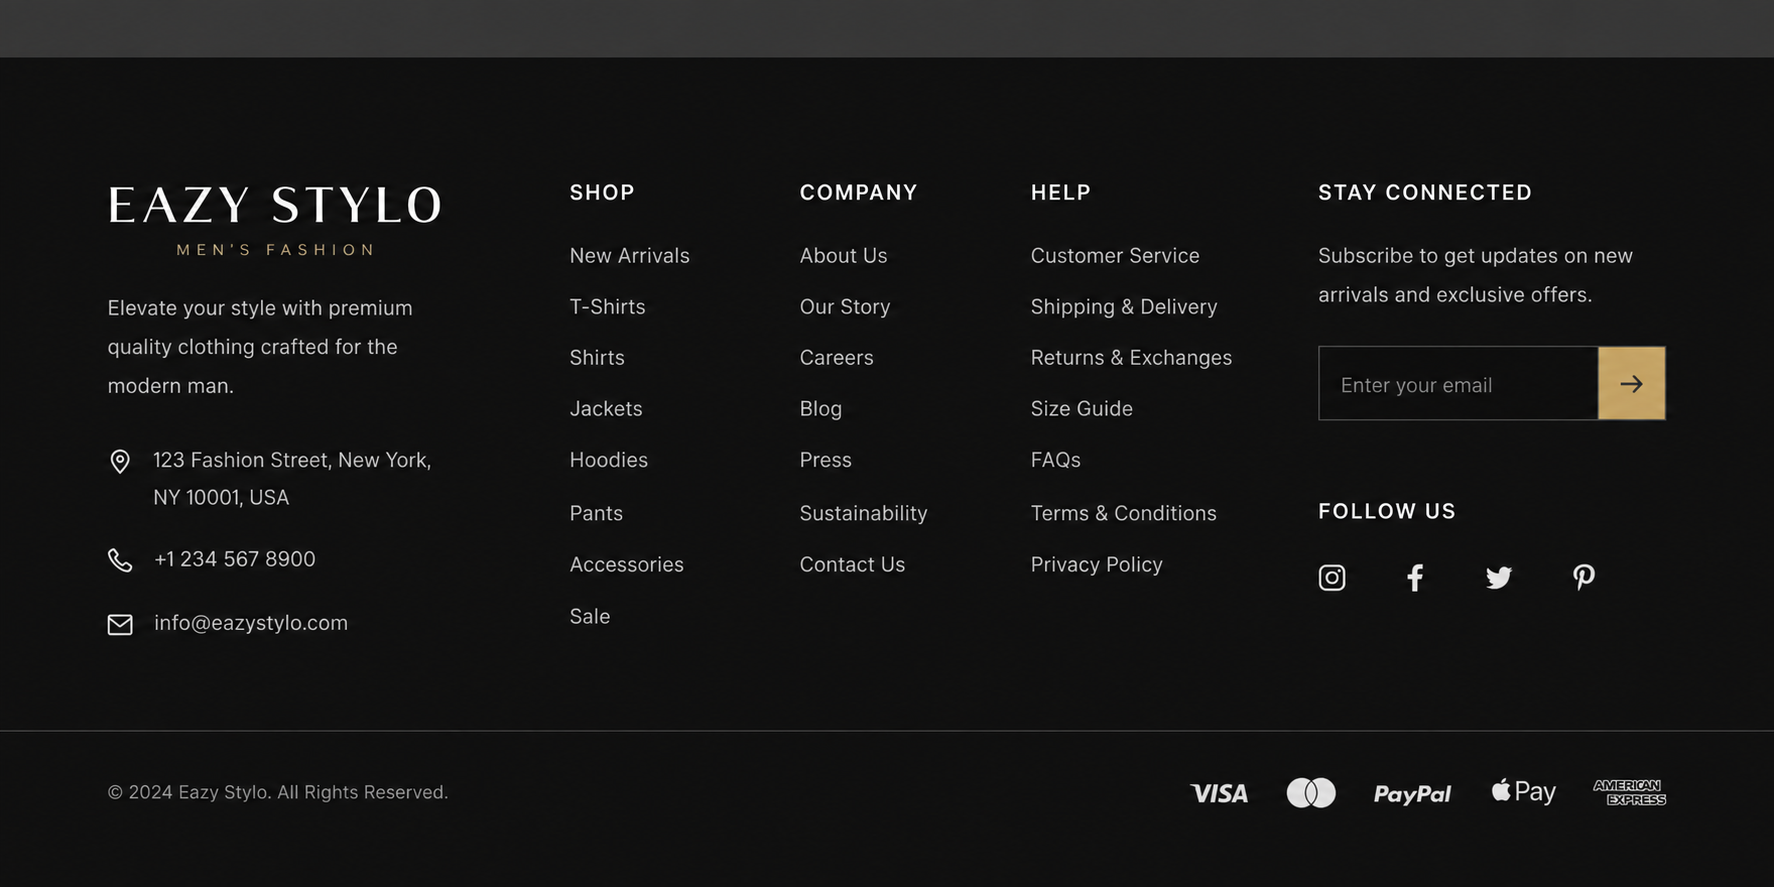 EAZY STYLO
MEN'S FASHION
Elevate your style with premium
quality clothing crafted for the
modern man.
123 Fashion Street, New York,
NY 10001, USA
+1 234 567 8900
info@eazystylo.com
SHOP
New Arrivals
T-Shirts
Shirts
Jackets
Hoodies
Pants
Accessories
Sale
COMPANY
About Us
Our Story
Careers
Blog
Press
Sustainability
Contact Us
HELP
Customer Service
Shipping & Delivery
Returns & Exchanges
Size Guide
FAQs
Terms & Conditions
Privacy Policy
STAY CONNECTED
Subscribe to get updates on new
arrivals and exclusive offers.
Enter your email
FOLLOW US
© 2024 Eazy Stylo. All Rights Reserved.
VISA
PayPal
Pay
AMERICAN
EXPRESS